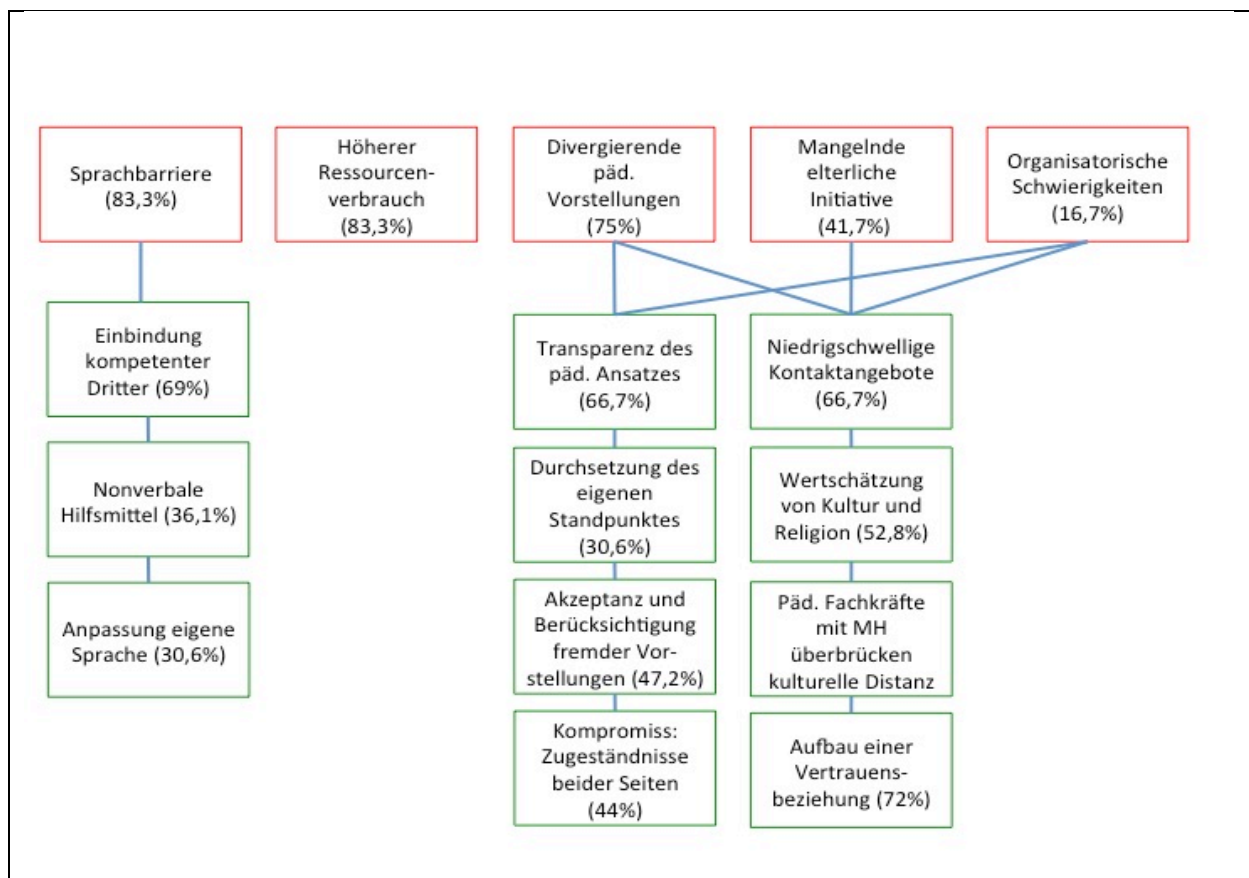 Sprachbarriere
(83,3%)
Höherer
Ressourcen-
verbrauch
(83,3%)
Divergierende
päd.
Vorstellungen
(75%)
Mangelnde
elterliche
Initiative
(41,7%)
Organisatorische
Schwierigkeiten
(16,7%)
Einbindung
kompetenter
Dritter (69%)
Nonverbale
Hilfsmittel (36,1%)
Anpassung eigene
Sprache (30,6%)
Transparenz des
päd. Ansatzes
(66,7%)
Durchsetzung des
eigenen
Standpunktes
(30,6%)
Akzeptanz und
Berücksichtigung
fremder Vor-
stellungen (47,2%)
Kompromiss:
Zugeständnisse
beider Seiten
(44%)
Niedrigschwellige
Kontaktangebote
(66,7%)
Wertschätzung
von Kultur und
Religion (52,8%)
Päd. Fachkräfte
mit MH
überbrücken
kulturelle Distanz
Aufbau einer
Vertrauens-
beziehung (72%)